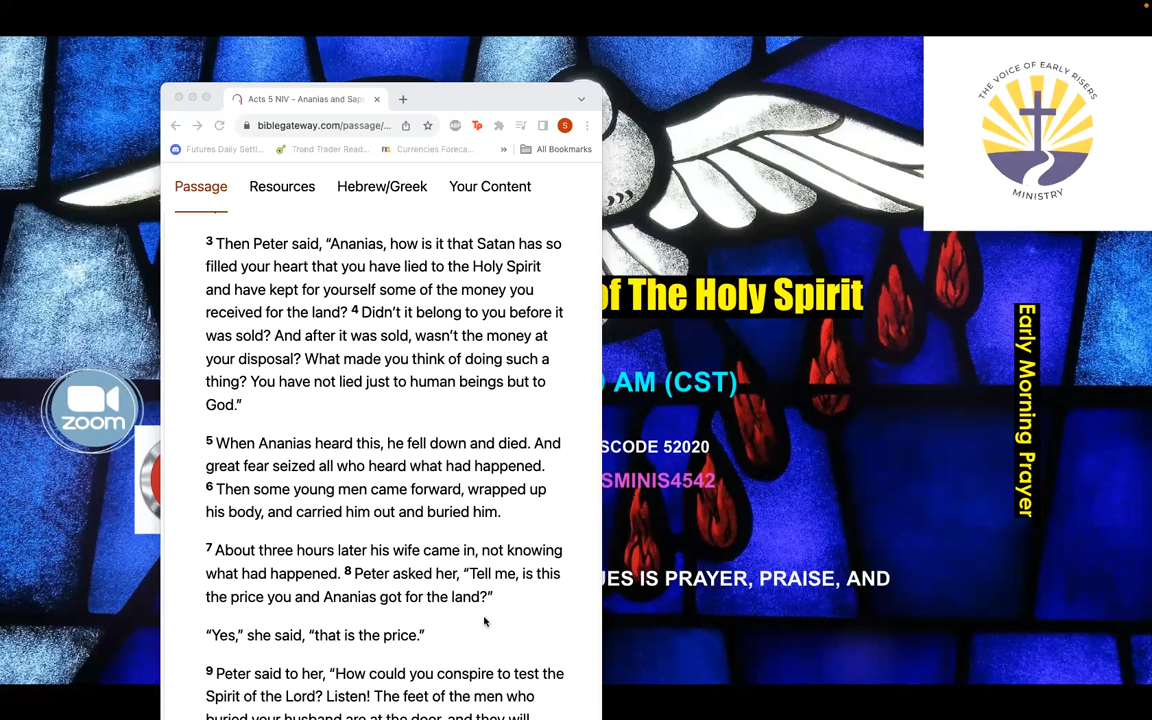 Acts 5 NIV - Ananias and Sap
biblegateway.com/passage/...
S
Futures Daily Setti...
Trend Trader Read...
Currencies Foreca...
»
All Bookmarks
Passage
Resources
Hebrew/Greek
Your Content
3 Then Peter said, “Ananias, how is it that Satan has so
filled your heart that you have lied to the Holy Spirit
and have kept for yourself some of the money you
received for the land? 4 Didn’t it belong to you before it
was sold? And after it was sold, wasn’t the money at
your disposal? What made you think of doing such a
thing? You have not lied just to human beings but to
God.”
5 When Ananias heard this, he fell down and died. And
great fear seized all who heard what had happened.
6 Then some young men came forward, wrapped up
his body, and carried him out and buried him.
7 About three hours later his wife came in, not knowing
what had happened. 8 Peter asked her, “Tell me, is this
the price you and Ananias got for the land?”
“Yes,” she said, “that is the price.”
9 Peter said to her, “How could you conspire to test the
Spirit of the Lord? Listen! The feet of the men who
buried your husband are at the door, and they will
zoom
of The Holy Spirit
AM (CST)
SCODE 52020
SMINIS4542
UES IS PRAYER, PRAISE, AND
Early Morning Prayer
THE VOICE OF EARLY RISERS
MINISTRY